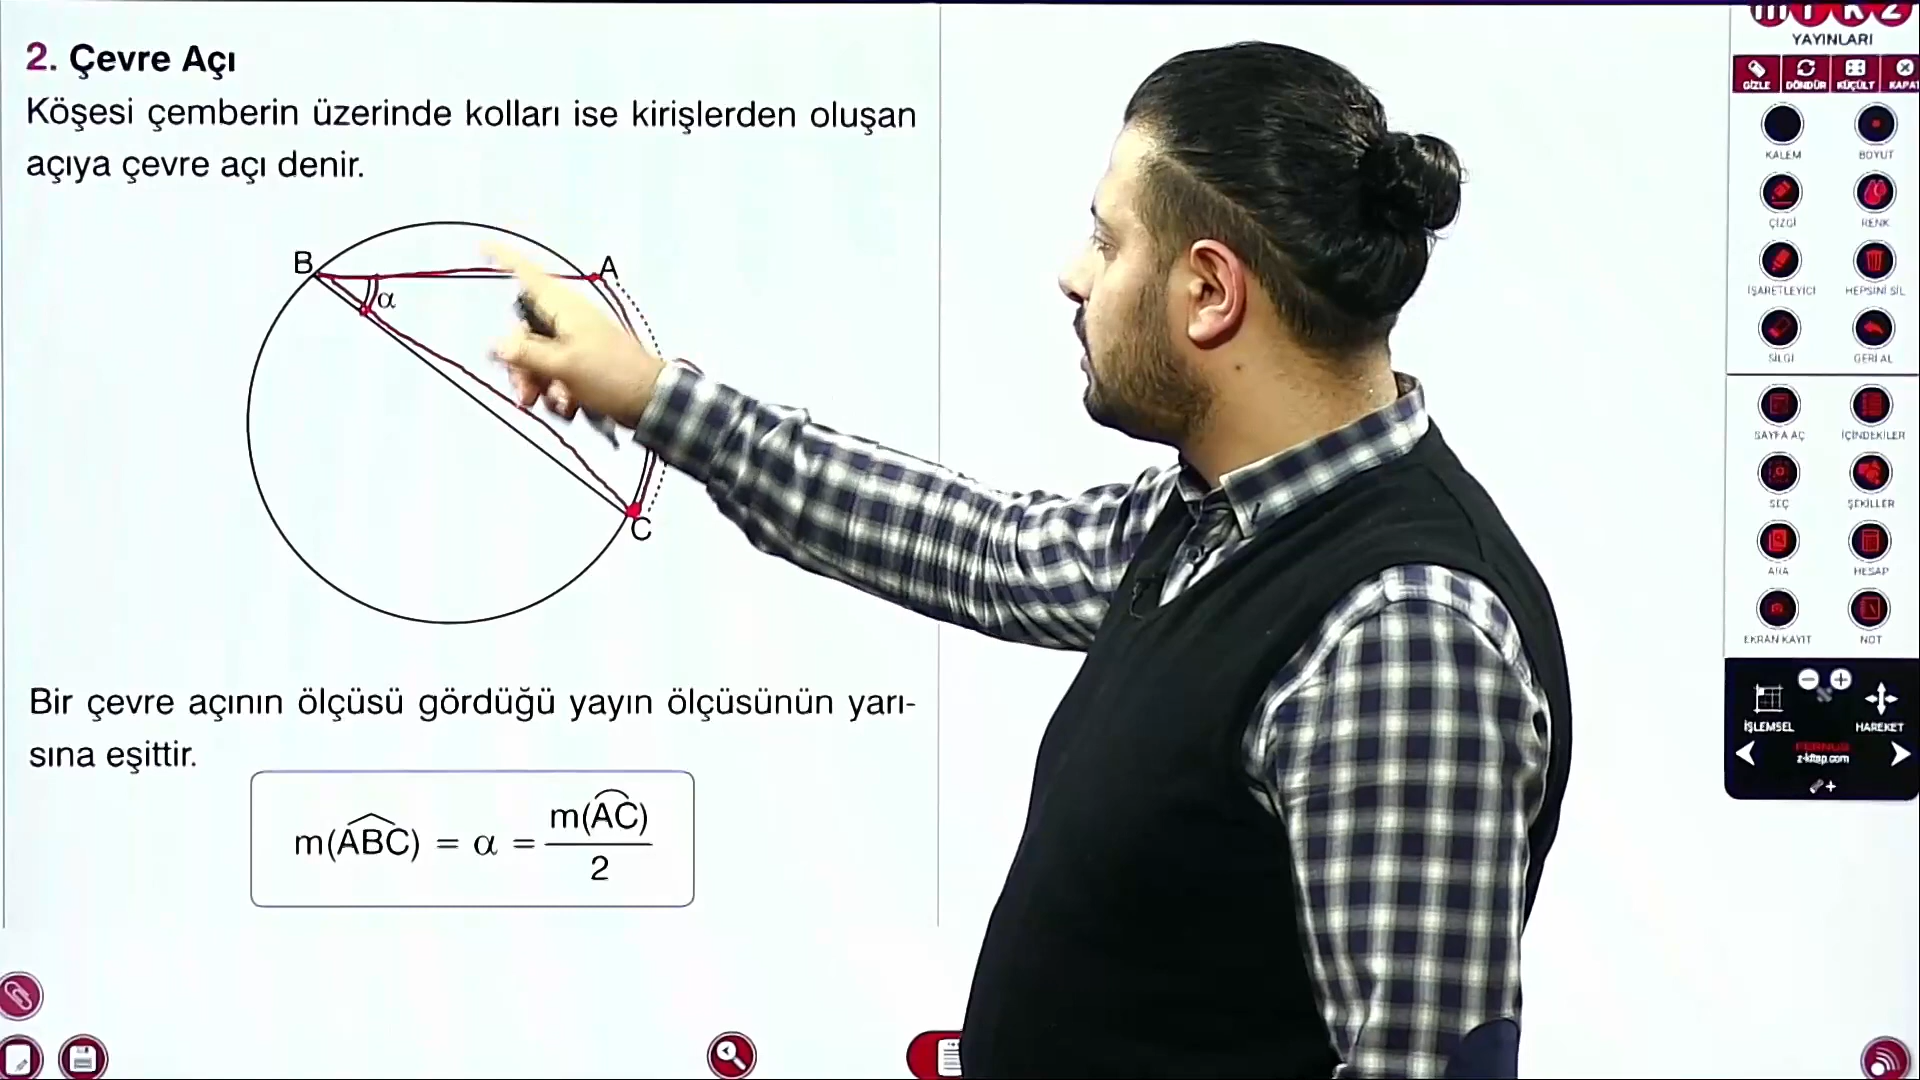 2. Çevre Açı
Köşesi çemberin üzerinde kolları ise kirişlerden oluşan
açıya çevre açı denir.
B
A
α
C
Bir çevre açının ölçüsü gördüğü yayın ölçüsünün yarı-
sına eşittir.
m(ABC) = α = m(AC) / 2
YAYINLARI
GİZLE DÖNDÜR KÜÇÜLT KAPAT
KALEM BOYUT
ÇİZGİ RENK
İŞARETLEYİCİ HEPSİNİ SİL
SİLGİ GERİ AL
SAYFA AÇ İÇİNDEKİLER
SEÇ ŞEKİLLER
ARA HESAP
EKRAN KAYIT NOT
İŞLEMSEL HAREKET
FERNUS
z-kitap.com